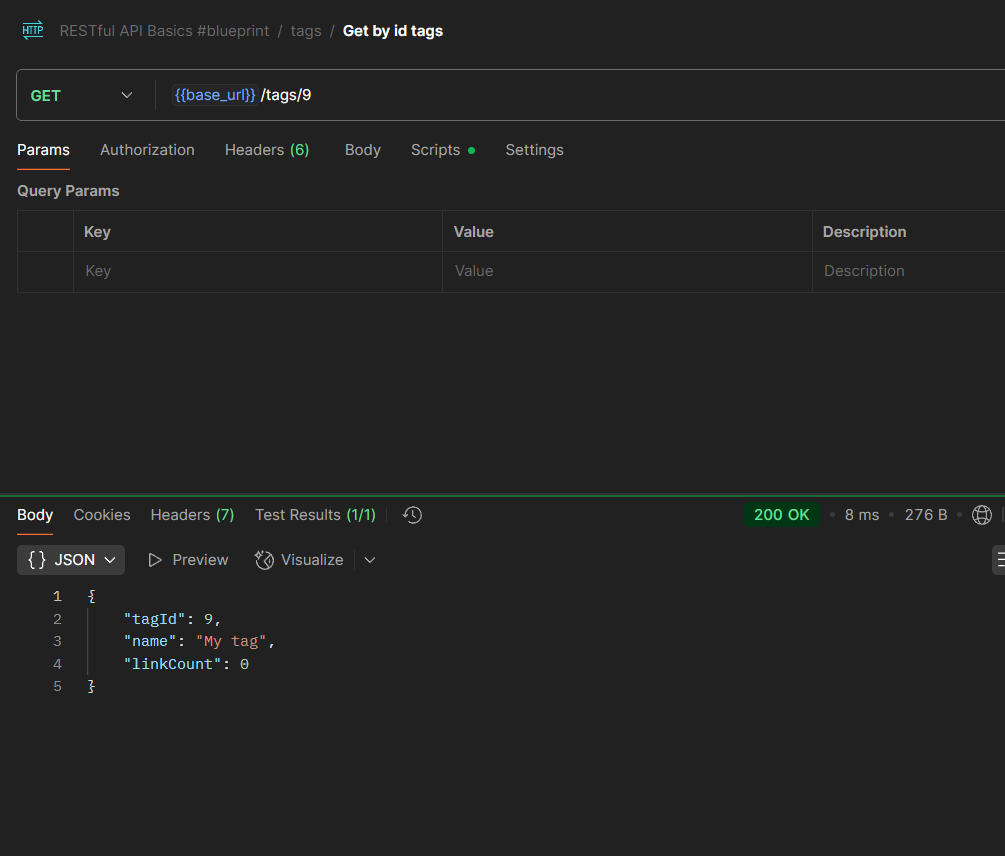 HTTP RESTful API Basics #blueprint / tags / Get by id tags
GET {{base_url}} /tags/9
Params Authorization Headers (6) Body Scripts Settings
Query Params
Key Value Description
Key Value Description
Body Cookies Headers (7) Test Results (1/1) 200 OK 8 ms 276 B
{} JSON Preview Visualize
1 {
2 "tagId": 9,
3 "name": "My tag",
4 "linkCount": 0
5 }